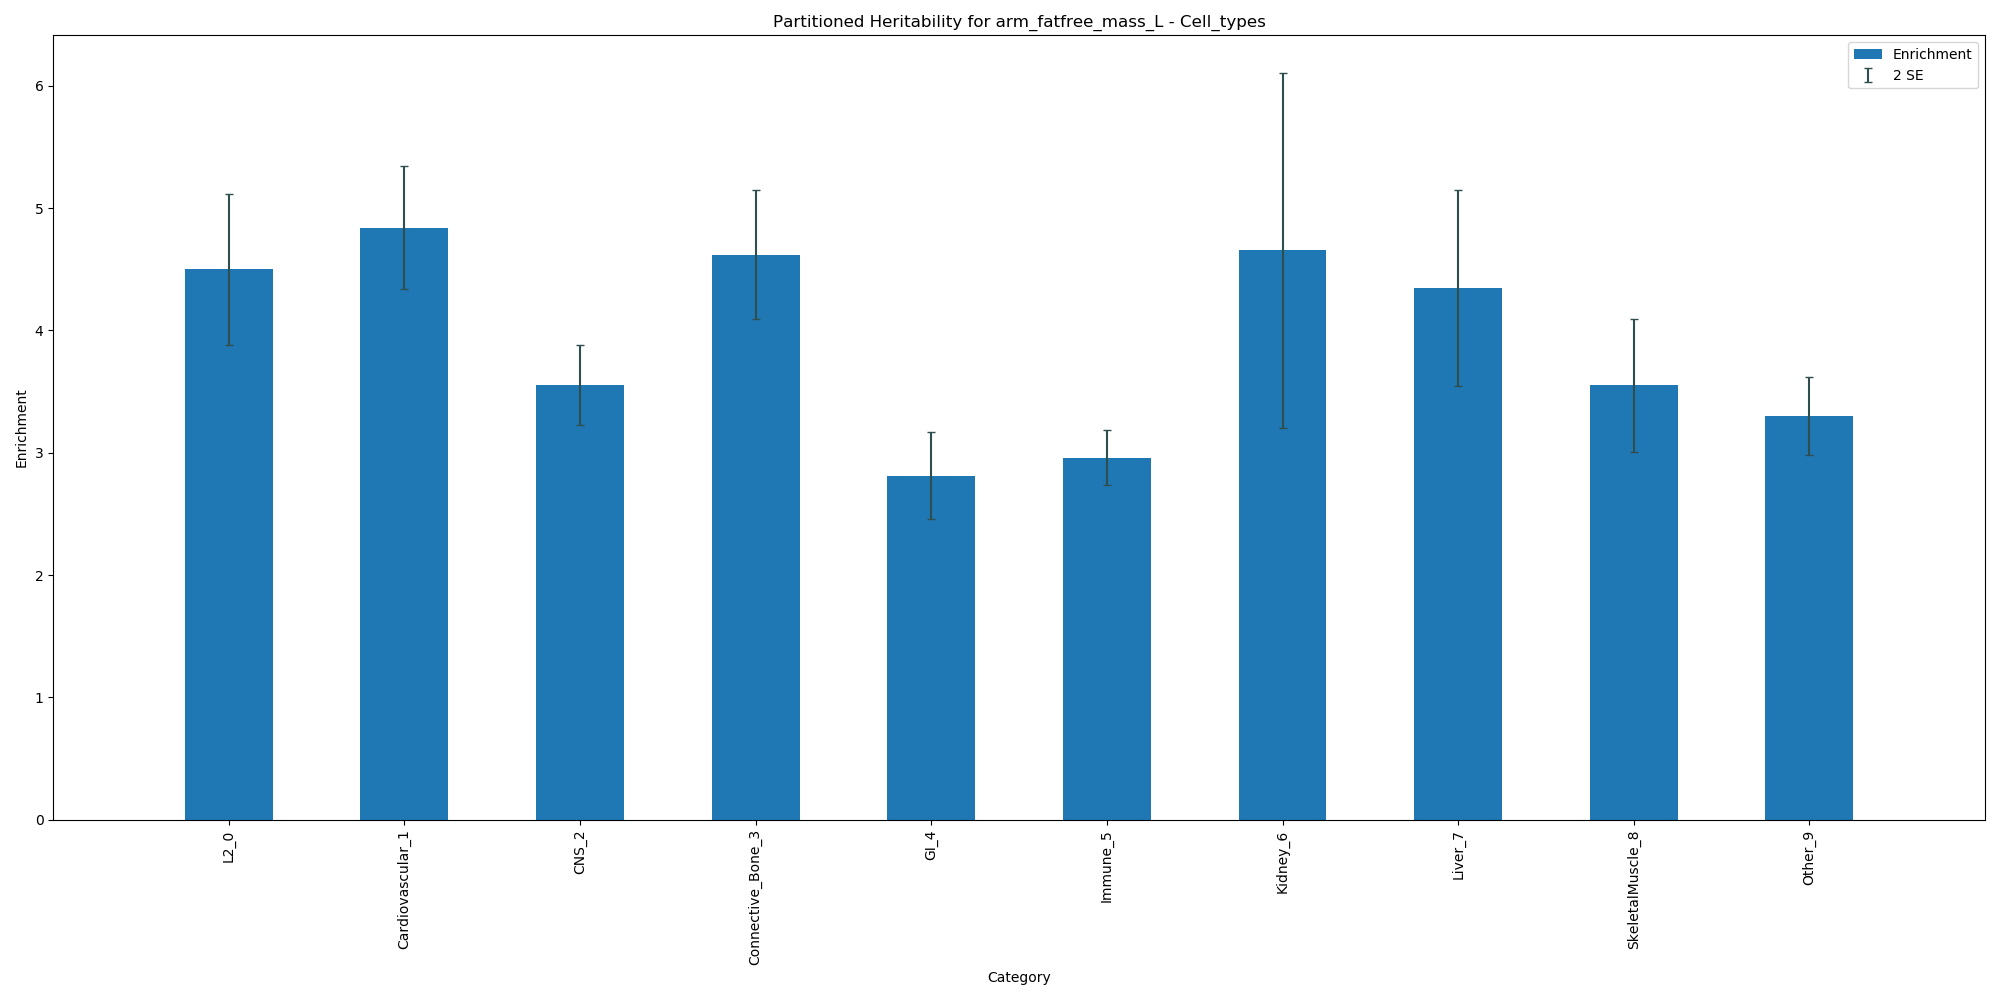 Partitioned Heritability for arm_fatfree_mass_L - Cell_types
Enrichment
2 SE
6
5
4
3
2
1
0
Enrichment
L2_0
Cardiovascular_1
CNS_2
Connective_Bone_3
GI_4
Immune_5
Kidney_6
Liver_7
SkeletalMuscle_8
Other_9
Category